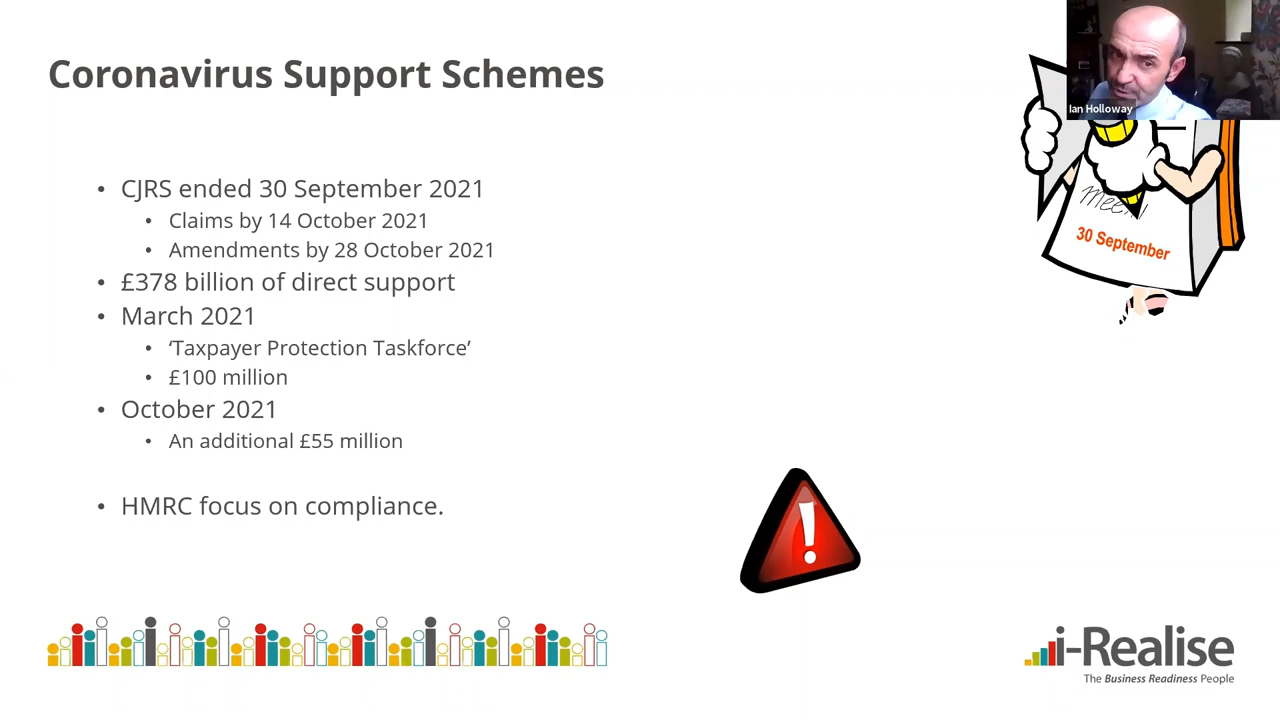 Coronavirus Support Schemes
Ian Holloway
• CJRS ended 30 September 2021
• Claims by 14 October 2021
• Amendments by 28 October 2021
• £378 billion of direct support
• March 2021
• ‘Taxpayer Protection Taskforce’
• £100 million
• October 2021
• An additional £55 million
• HMRC focus on compliance.
30 September
i-Realise
The Business Readiness People